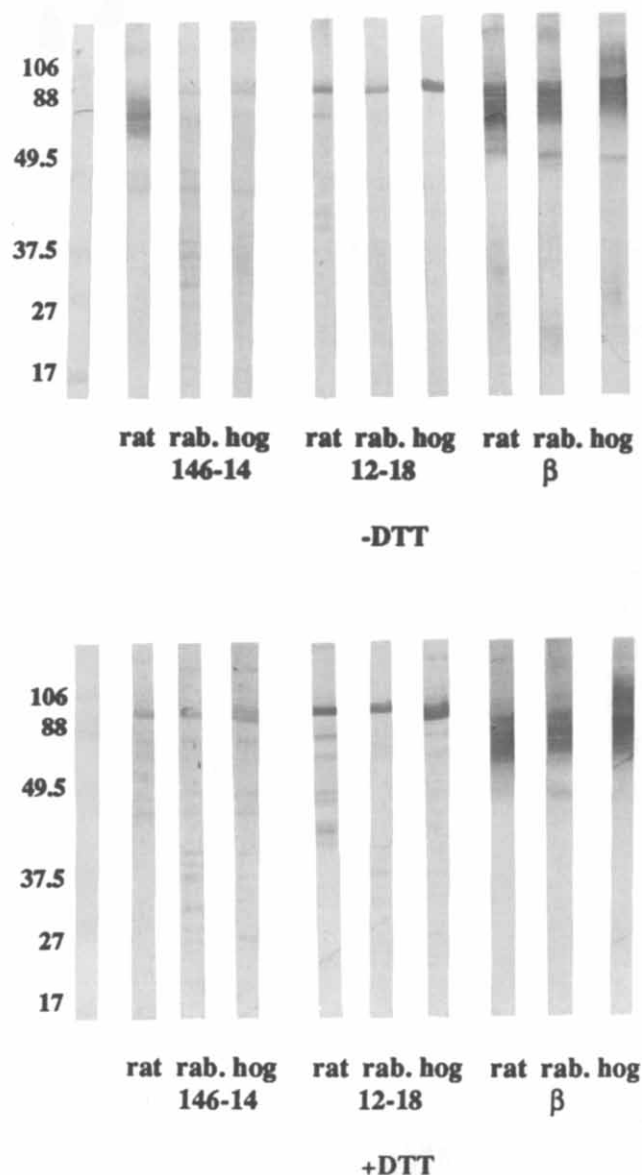 106
88
49.5
37.5
27
17
rat rab. hog rat rab. hog rat rab. hog
146-14 12-18 β
-DTT
106
88
49.5
37.5
27
17
rat rab. hog rat rab. hog rat rab. hog
146-14 12-18 β
+DTT